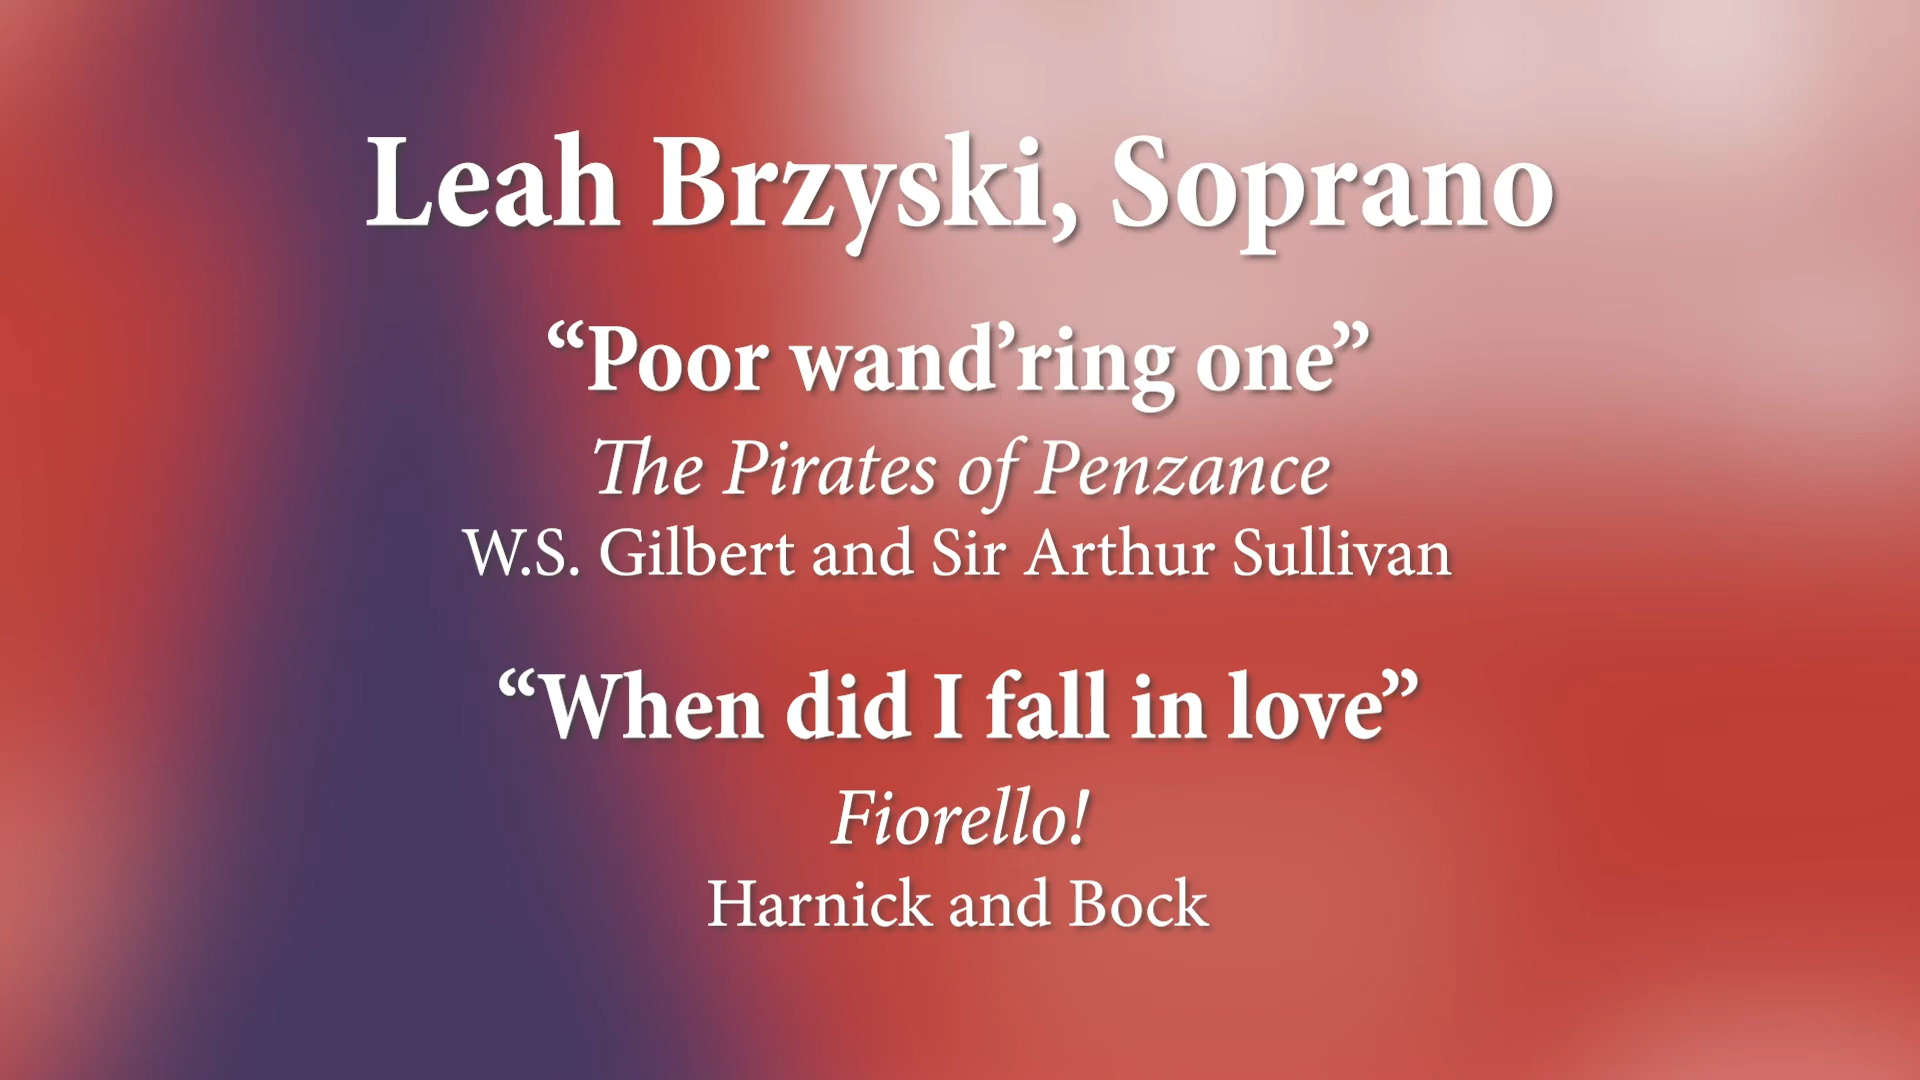 Leah Brzyski, Soprano
“Poor wand’ring one”
The Pirates of Penzance
W.S. Gilbert and Sir Arthur Sullivan
“When did I fall in love”
Fiorello!
Harnick and Bock